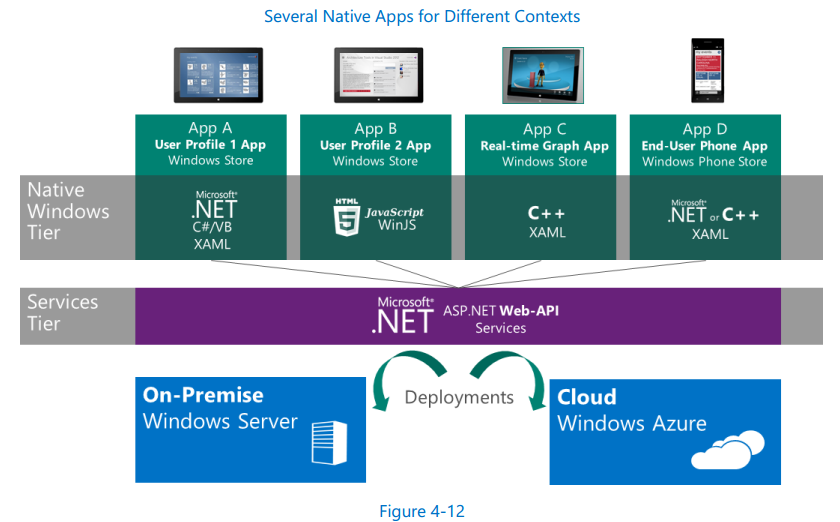 Several Native Apps for Different Contexts
App A
User Profile 1 App
Windows Store
App B
User Profile 2 App
Windows Store
App C
Real-time Graph App
Windows Store
App D
End-User Phone App
Windows Phone Store
Native
Windows
Tier
Microsoft®
.NET
C#/VB
XAML
HTML
5
JavaScript
WinJS
C++
XAML
Microsoft®
.NET or C++
XAML
Services
Tier
Microsoft®
.NET
ASP.NET Web-API
Services
On-Premise
Windows Server
Deployments
Cloud
Windows Azure
Figure 4-12